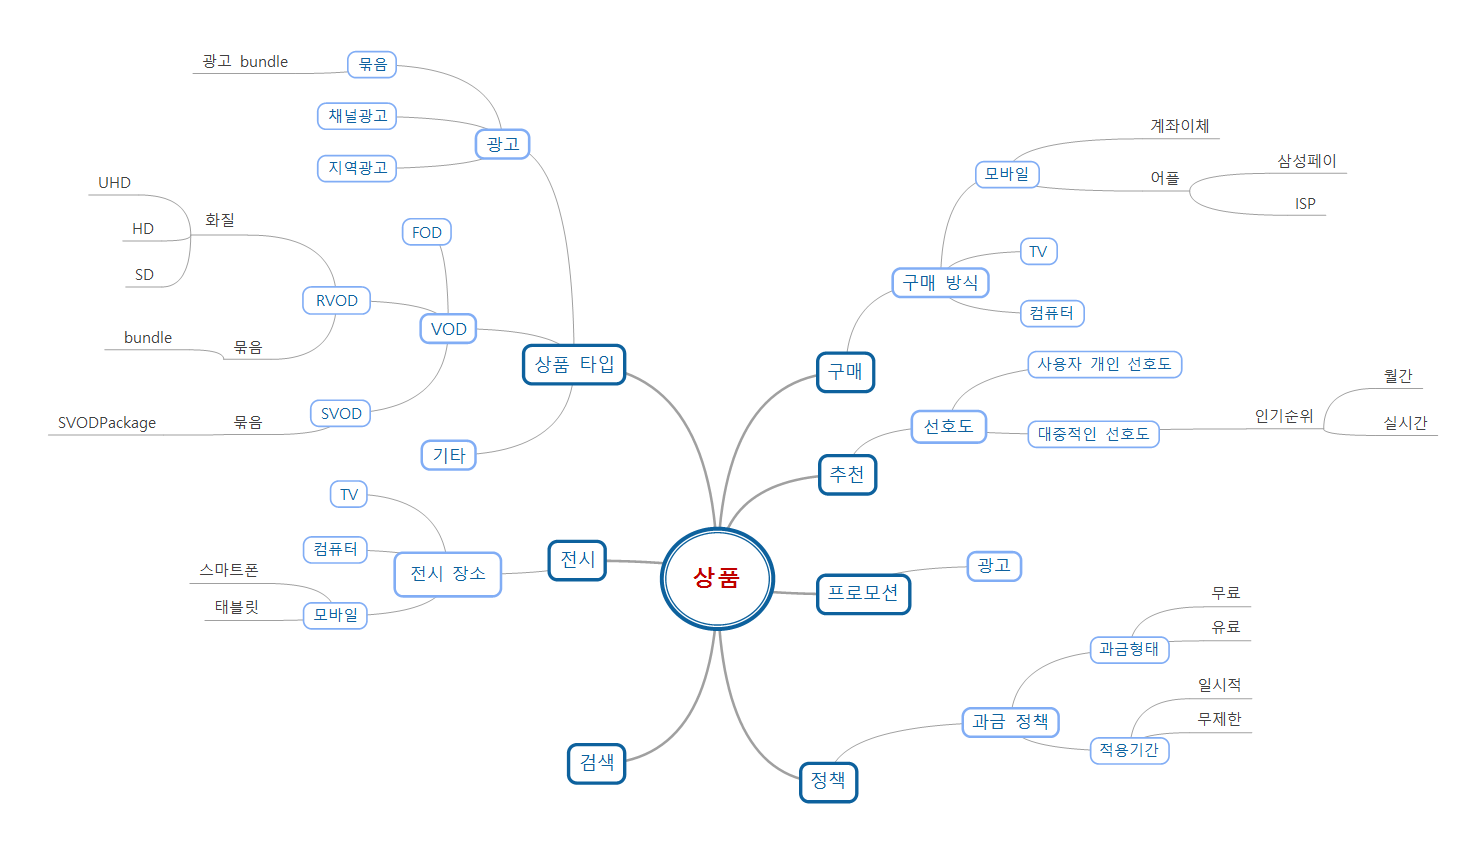 상품
상품 타입
광고
묶음
광고 bundle
채널광고
지역광고
VOD
FOD
RVOD
화질
UHD
HD
SD
묶음
bundle
SVOD
묶음
SVODPackage
기타
전시
전시 장소
TV
컴퓨터
모바일
스마트폰
태블릿
검색
구매
구매 방식
모바일
계좌이체
어플
삼성페이
ISP
TV
컴퓨터
추천
선호도
사용자 개인 선호도
대중적인 선호도
인기순위
월간
실시간
프로모션
광고
정책
과금 정책
과금형태
무료
유료
적용기간
일시적
무제한